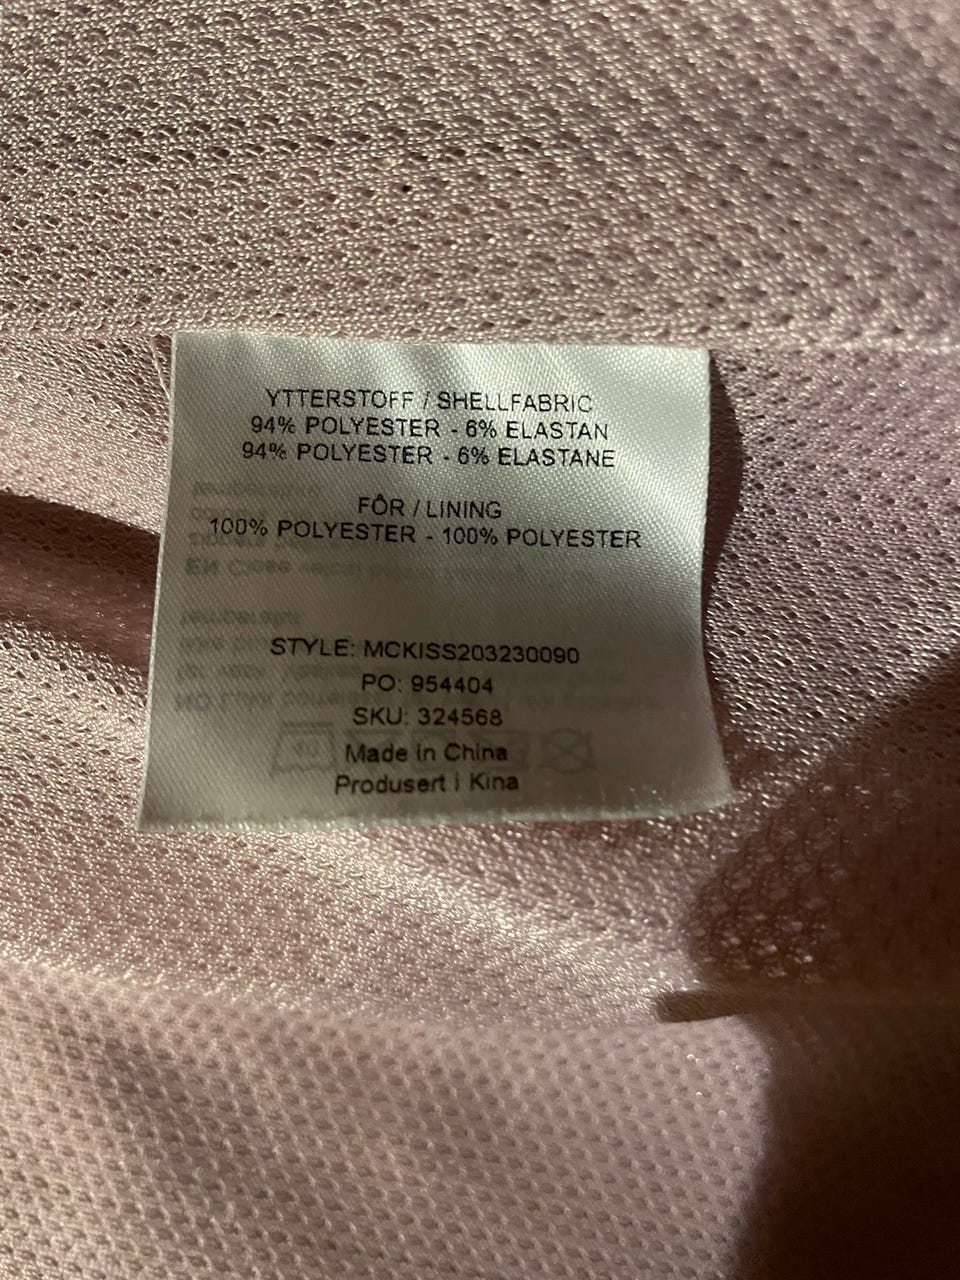 YTTERSTOFF / SHELLFABRIC
94% POLYESTER - 6% ELASTAN
94% POLYESTER - 6% ELASTANE
FÔR / LINING
100% POLYESTER - 100% POLYESTER
STYLE: MCKISS203230090
PO: 954404
SKU: 324568
Made in China
Produsert i Kina